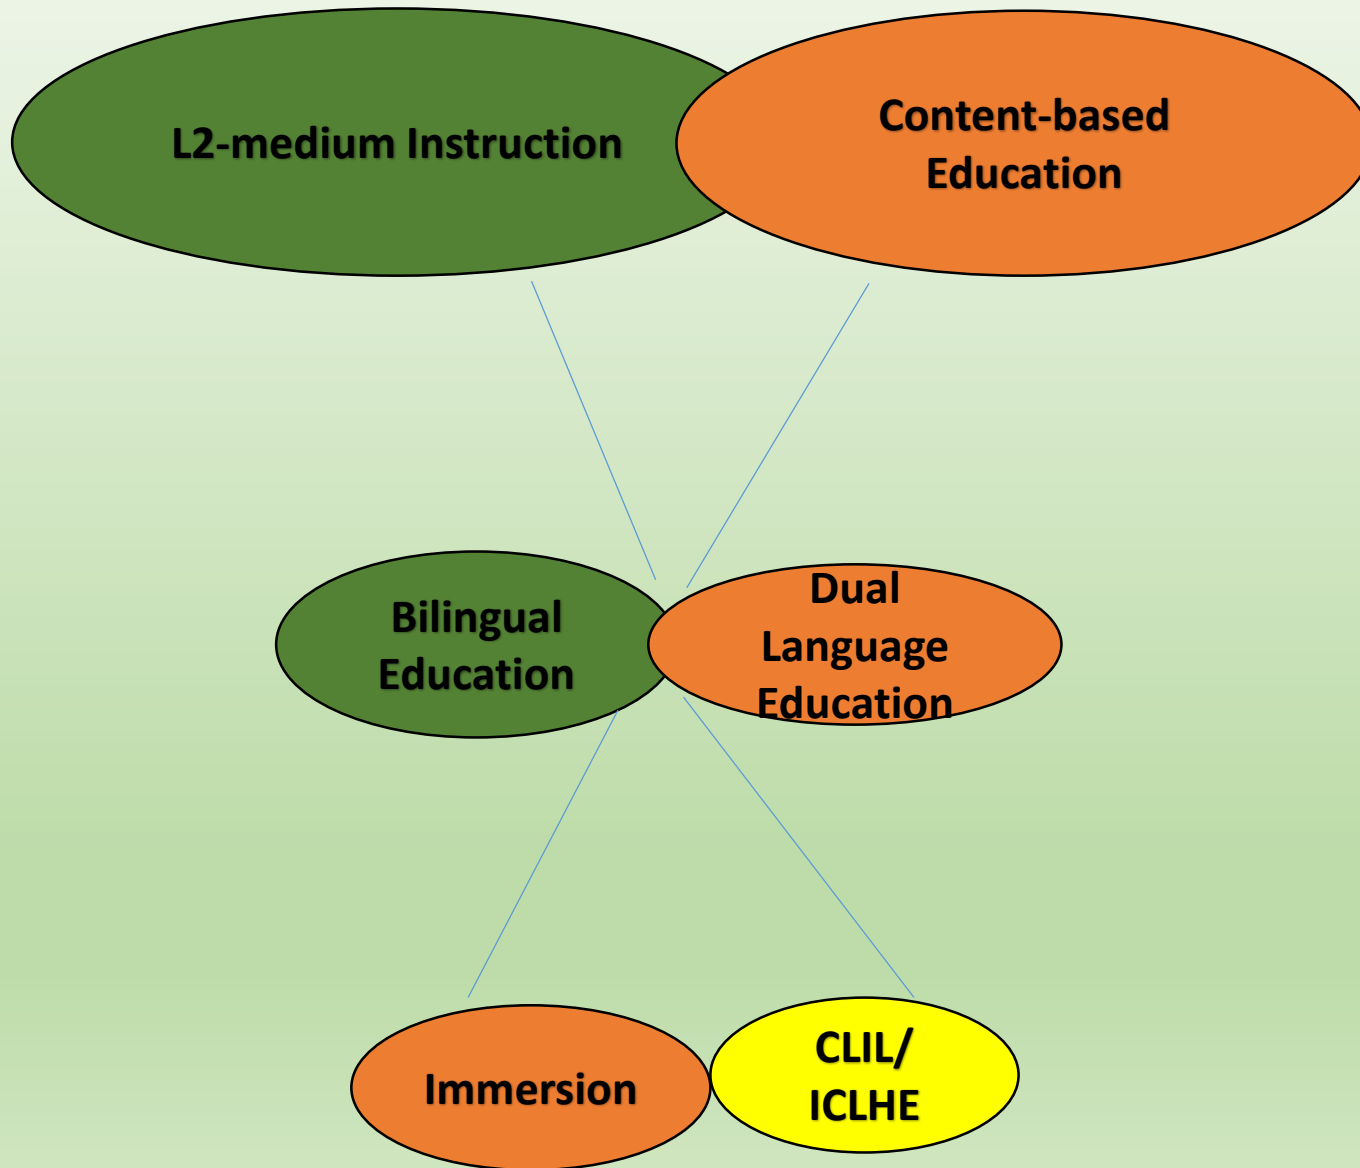 L2-medium Instruction
Content-based
Education
Bilingual
Education
Dual
Language
Education
Immersion
CLIL/
ICLHE